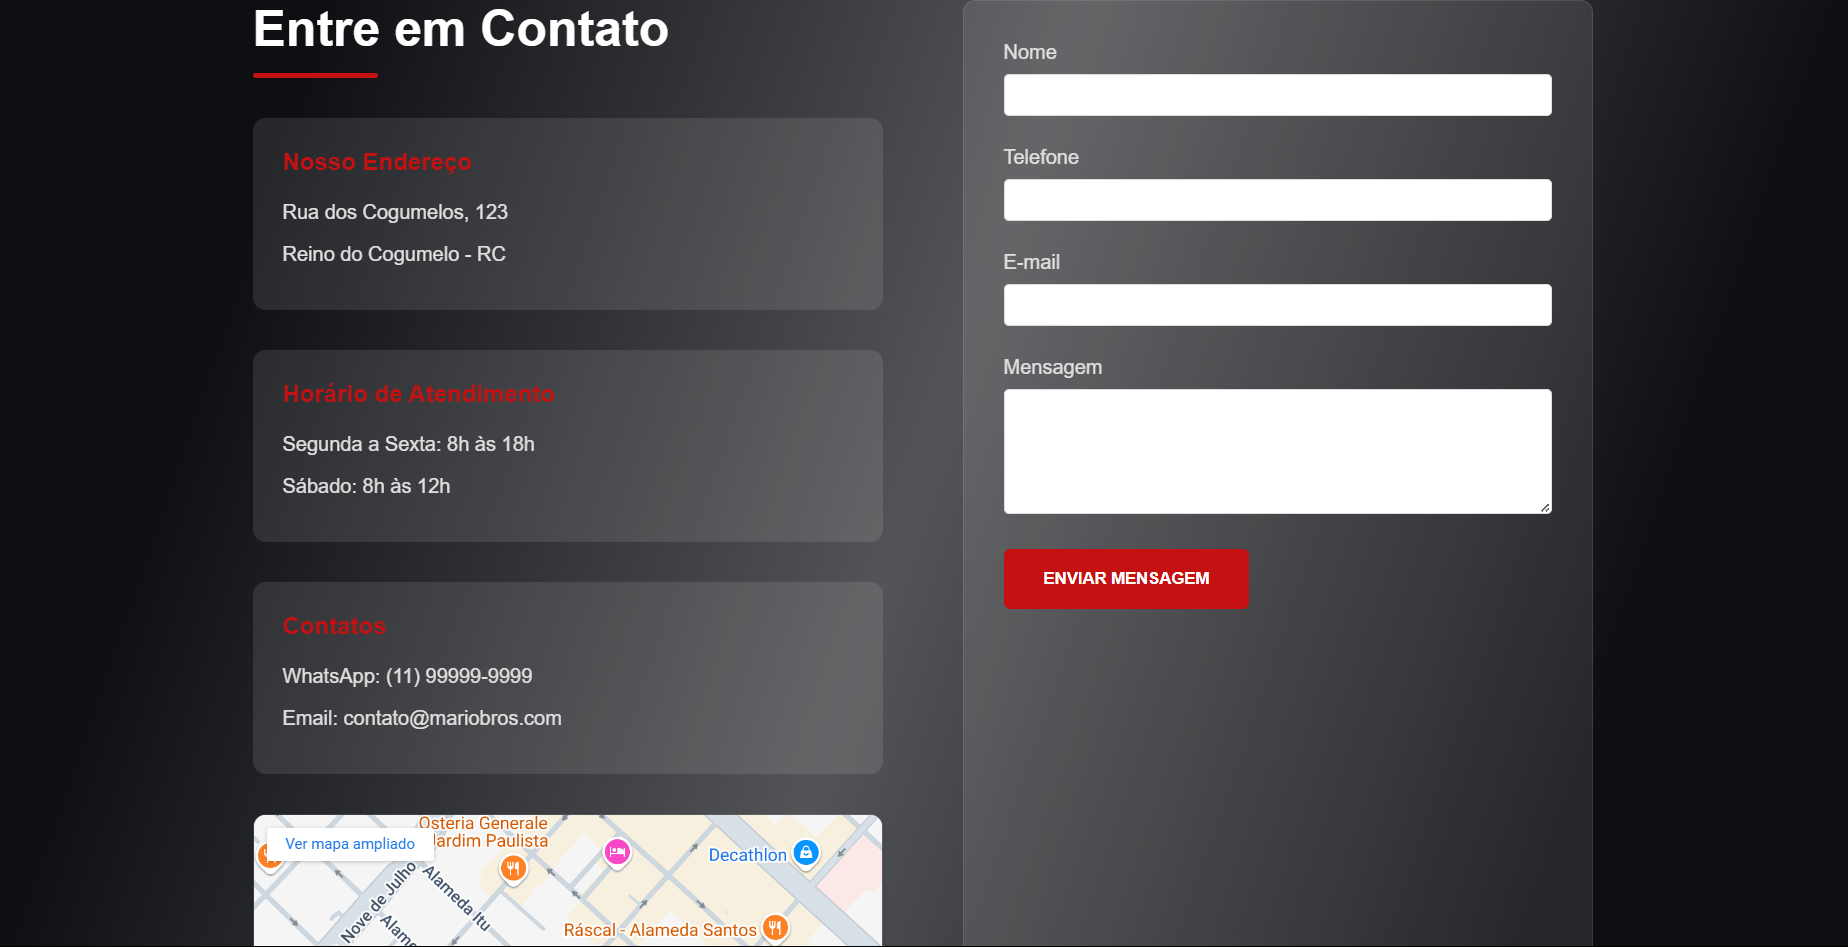 Entre em Contato
Nosso Endereço
Rua dos Cogumelos, 123
Reino do Cogumelo - RC
Horário de Atendimento
Segunda a Sexta: 8h às 18h
Sábado: 8h às 12h
Contatos
WhatsApp: (11) 99999-9999
Email: contato@mariobros.com
Ver mapa ampliado
Osteria Generale
Jardim Paulista
Decathlon
Nove de Julho
Alameda Itu
Ráscal - Alameda Santos
Nome
Telefone
E-mail
Mensagem
ENVIAR MENSAGEM